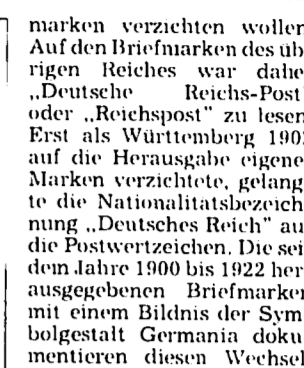 marken verzichten wollen
Auf den Briefmarken des üb
rigen Reiches war dahe
„Deutsche Reichs-Post"
oder „Reichspost" zu lesen
Erst als Württemberg 1902
auf die Herausgabe eigene
Marken verzichtete, gelang
te die Nationalitätsbezeich
nung „Deutsches Reich" au
die Postwertzeichen. Die sei
dem Jahre 1900 bis 1922 her
ausgegebenen Briefmarken
mit einem Bildnis der Sym
bolgestalt Germania doku
mentieren diesen Wechsel